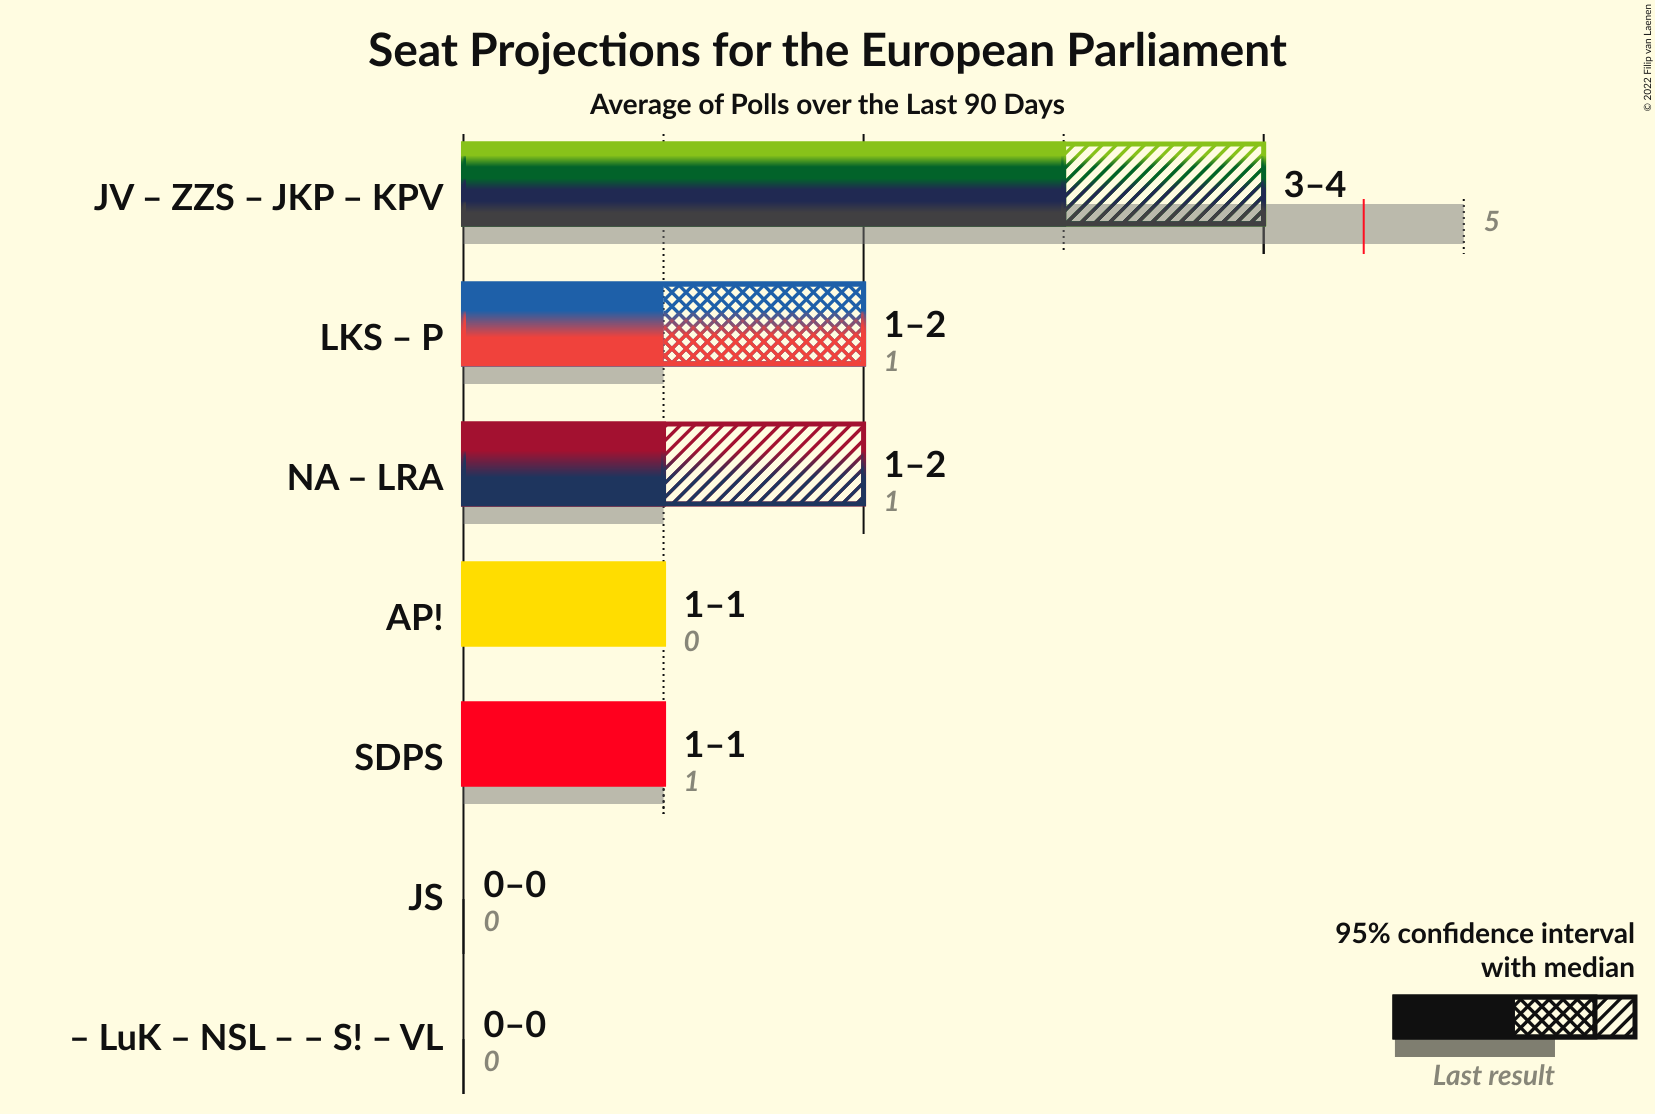 Seat Projections for the European Parliament
Average of Polls over the Last 90 Days
© 2022 Filip van Laenen
JV – ZZS – JKP – KPV
3–4
5
LKS – P
1–2
1
NA – LRA
1–2
1
AP!
1–1
0
SDPS
1–1
1
JS
0–0
0
– LuK – NSL – – S! – VL
0–0
0
95% confidence interval
with median
Last result